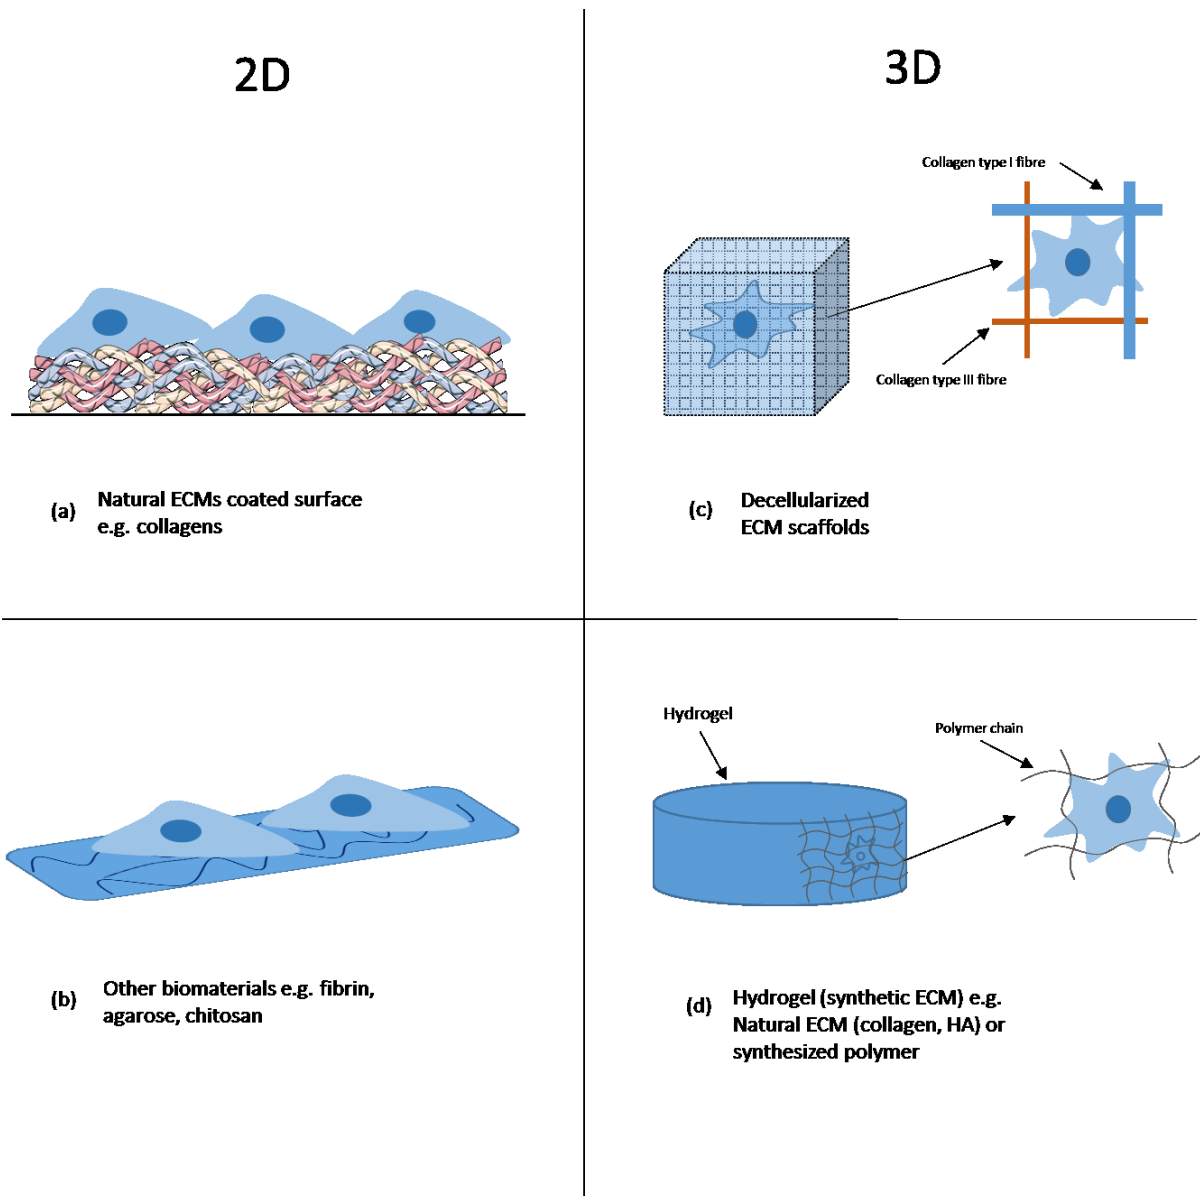 2D
3D
Collagen type I fibre
Collagen type III fibre
(a) Natural ECMs coated surface
e.g. collagens
(c) Decellularized
ECM scaffolds
Hydrogel
Polymer chain
(b) Other biomaterials e.g. fibrin,
agarose, chitosan
(d) Hydrogel (synthetic ECM) e.g.
Natural ECM (collagen, HA) or
synthesized polymer